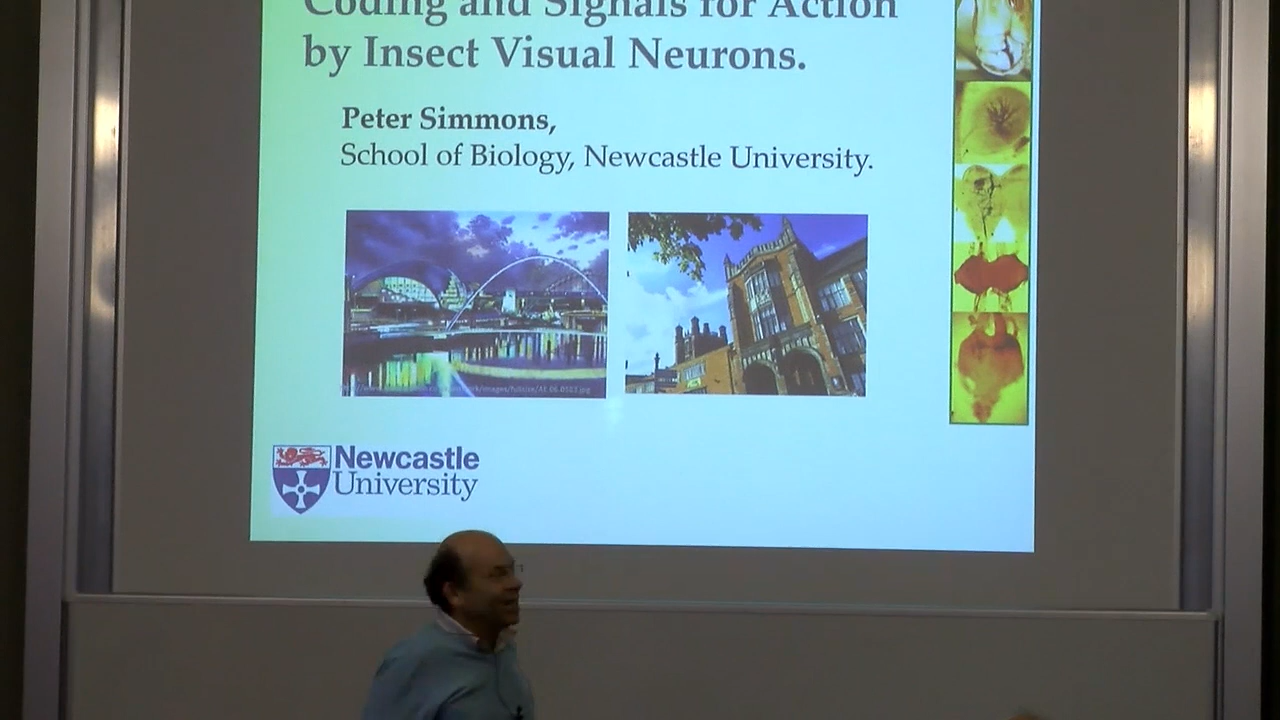 Coding and Signals for Action
by Insect Visual Neurons.
Peter Simmons,
School of Biology, Newcastle University.
Newcastle
University